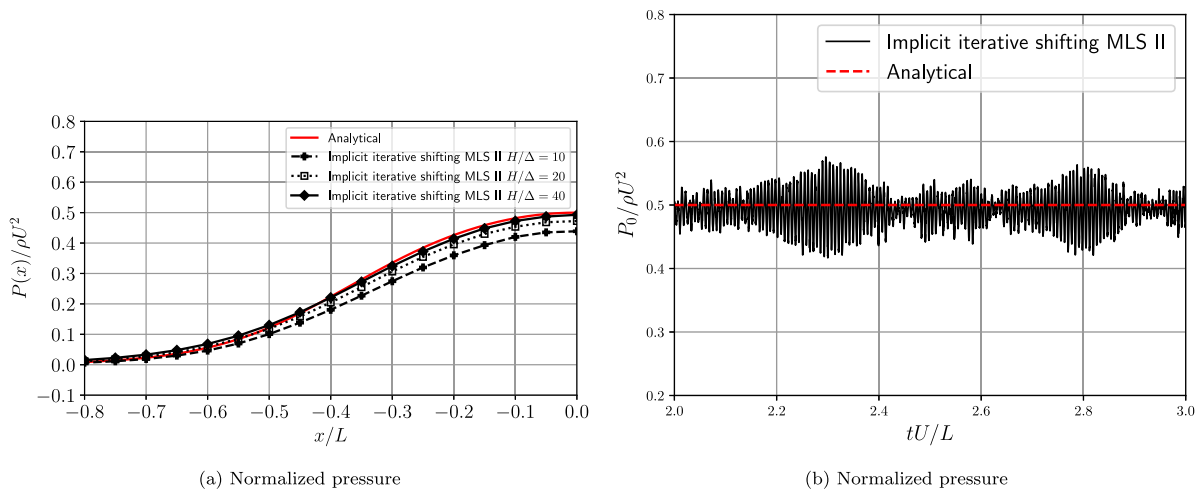 0.8
0.7
0.6
0.5
0.4
0.3
0.2
0.1
0.0
−0.1
P(x)/ρU²
Analytical
Implicit iterative shifting MLS II H/Δ = 10
Implicit iterative shifting MLS II H/Δ = 20
Implicit iterative shifting MLS II H/Δ = 40
−0.8 −0.7 −0.6 −0.5 −0.4 −0.3 −0.2 −0.1 0.0
x/L
(a) Normalized pressure
0.8
0.7
0.6
0.5
0.4
0.3
0.2
P₀/ρU²
Implicit iterative shifting MLS II
Analytical
2.0 2.2 2.4 2.6 2.8 3.0
tU/L
(b) Normalized pressure